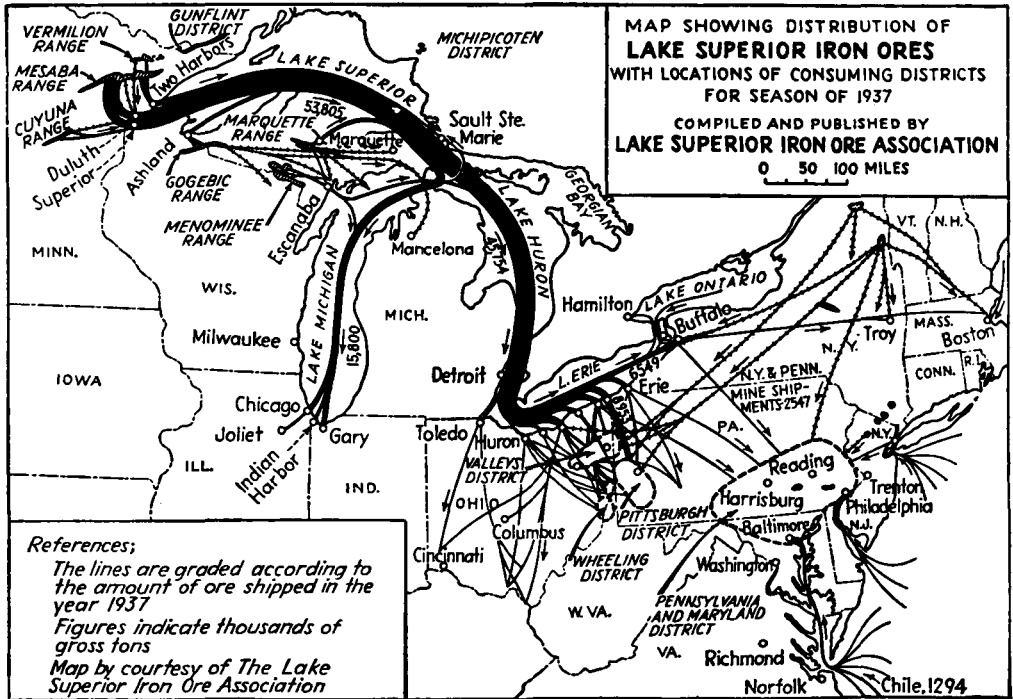 MAP SHOWING DISTRIBUTION OF
LAKE SUPERIOR IRON ORES
WITH LOCATIONS OF CONSUMING DISTRICTS
FOR SEASON OF 1937
COMPILED AND PUBLISHED BY
LAKE SUPERIOR IRON ORE ASSOCIATION
0 50 100 MILES
GUNFLINT
DISTRICT
VERMILION
RANGE
MESABA
RANGE
CUYUNA
RANGE
Two Harbors
LAKE SUPERIOR
MICHIPICOTEN
DISTRICT
53,805
Duluth
Superior
Ashland
MARQUETTE
RANGE
Marquette
Sault Ste.
Marie
GOGEBIC
RANGE
MENOMINEE
RANGE
Escanaba
Mancelona
LAKE HURON
GEORGIAN
BAY
MINN.
WIS.
MICH.
LAKE MICHIGAN
15,800
Milwaukee
IOWA
Chicago
Joliet
Gary
Indian
Harbor
ILL.
IND.
Detroit
Toledo
Huron
Hamilton
LAKE ONTARIO
Buffalo
L. ERIE
6549
Erie
VT.
N.H.
Troy
MASS.
Boston
CONN.
R.I.
N.Y.
N.Y. & PENN.
MINE SHIP-
MENTS-2547
PA.
N.Y.
VALLEYS
DISTRICT
OHIO
Columbus
Cincinnati
PITTSBURGH
DISTRICT
WHEELING
DISTRICT
W. VA.
Reading
Harrisburg
Trenton
Philadelphia
N.J.
Baltimore
Washington
PENNSYLVANIA
AND MARYLAND
DISTRICT
VA.
Richmond
Norfolk
Chile, 1294
References;
The lines are graded according to
the amount of ore shipped in the
year 1937
Figures indicate thousands of
gross tons
Map by courtesy of The Lake
Superior Iron Ore Association